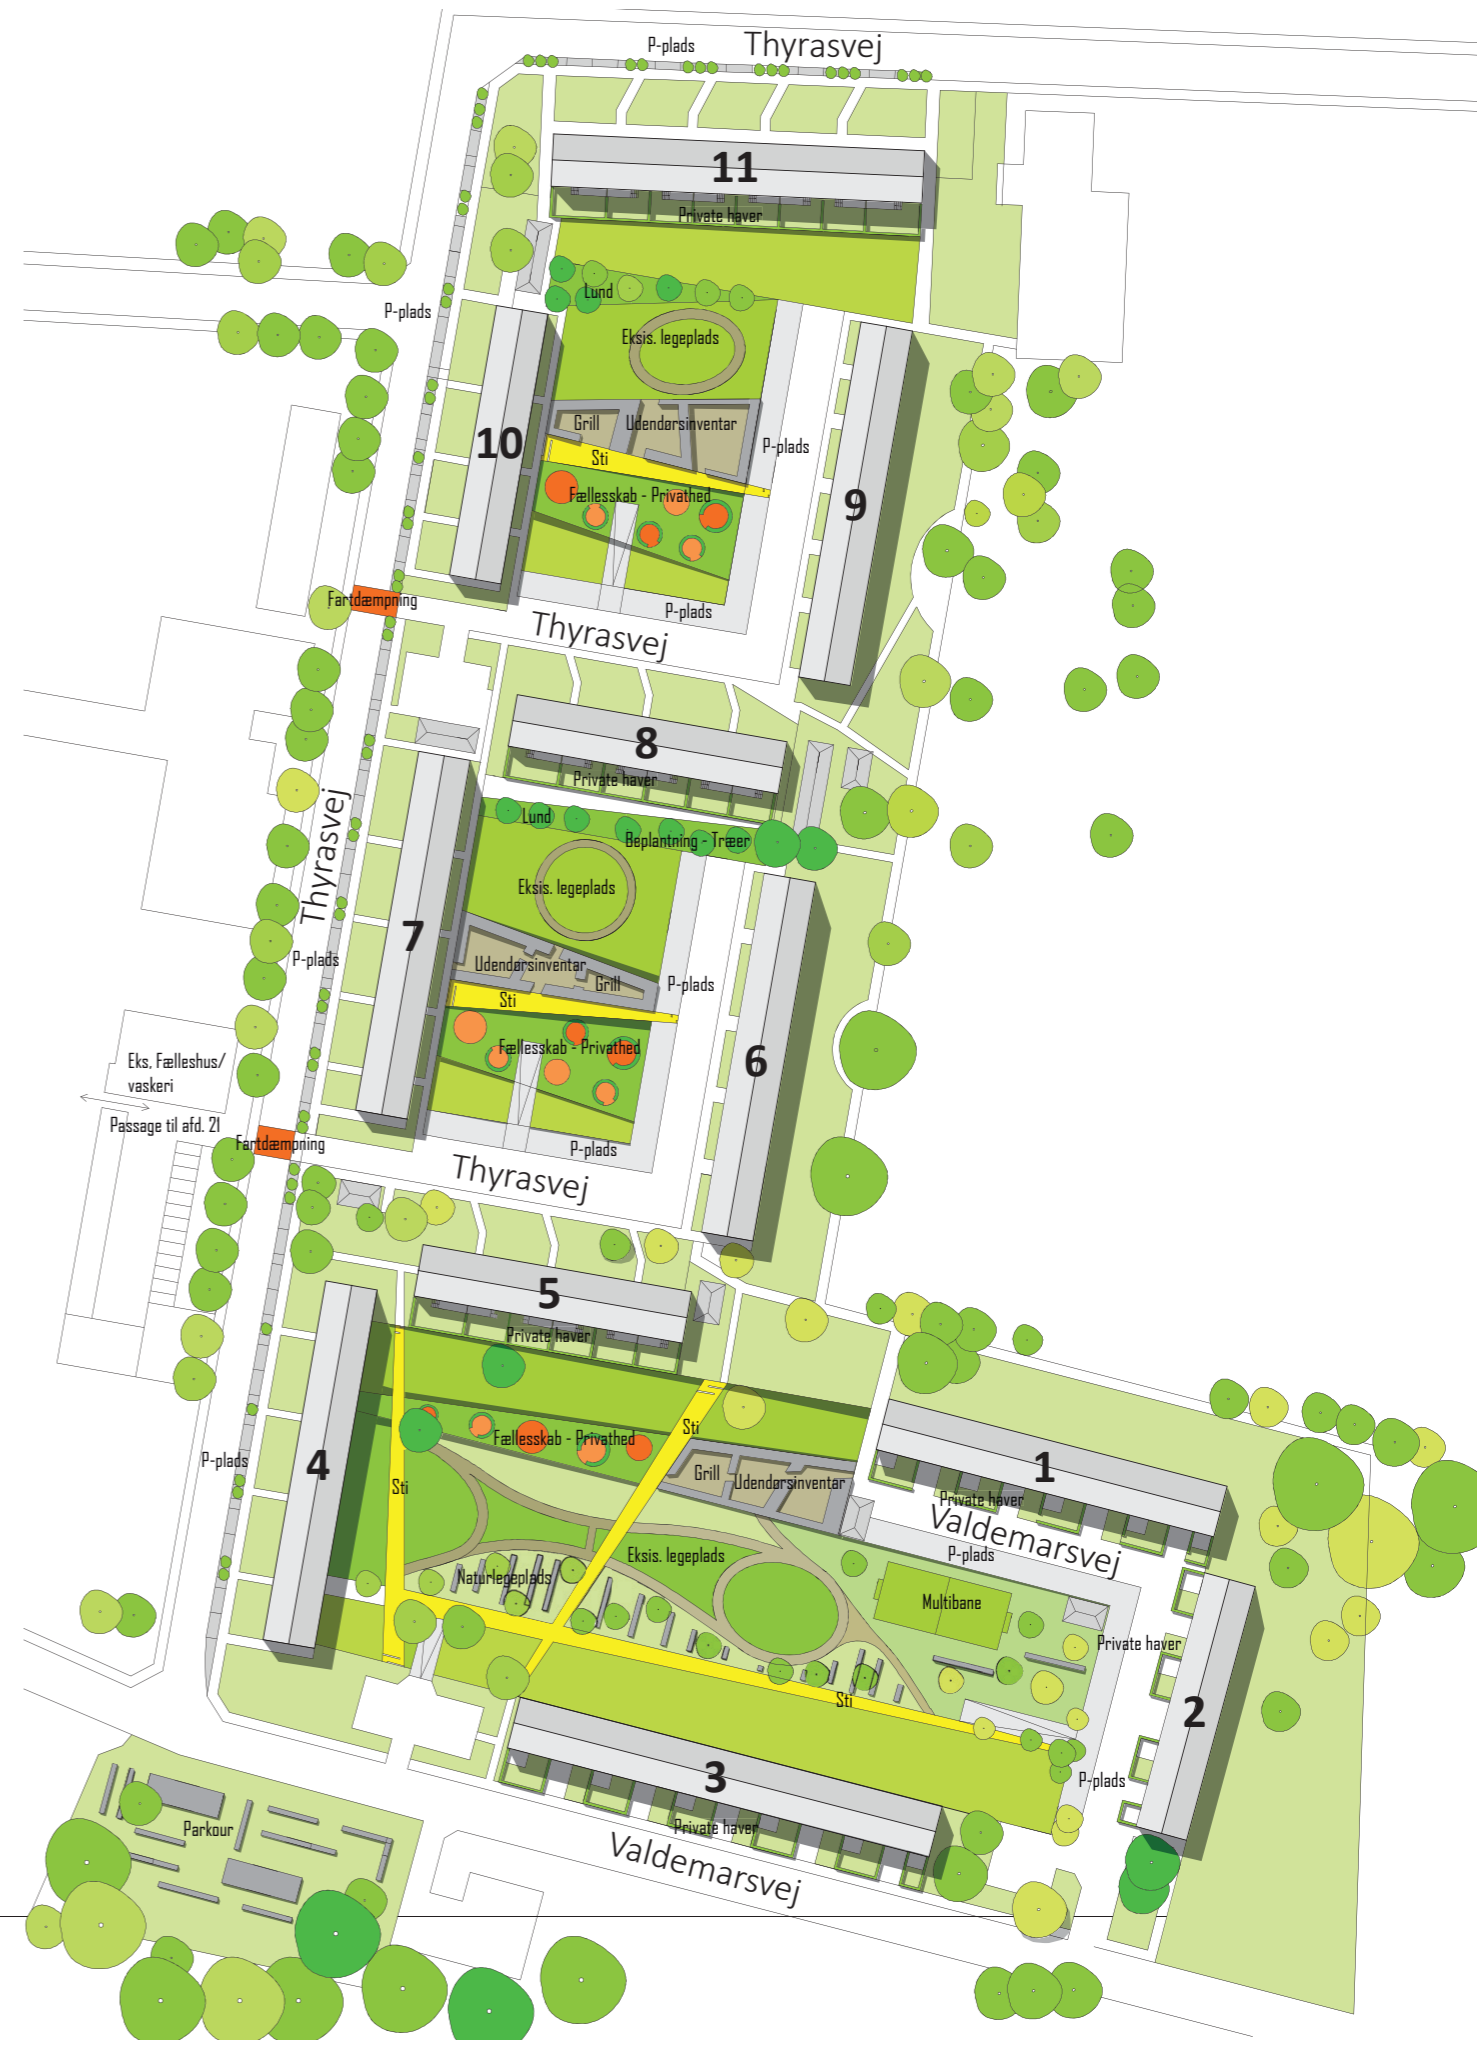 P-plads
Thyrasvej
11
Private haver
Lund
P-plads
Eksis. legeplads
Grill
Udendørsinventar
10
P-plads
Sti
Fællesskab - Privathed
9
Fartdæmpning
P-plads
Thyrasvej
8
Private haver
Lund
Beplantning - Træer
Thyrasvej
Eksis. legeplads
7
P-plads
Udendørsinventar
Grill
P-plads
Sti
Fællesskab - Privathed
6
Eks. Fælleshus/
vaskeri
Passage til afd. 21
Fartdæmpning
P-plads
Thyrasvej
5
Private haver
Sti
Fællesskab - Privathed
P-plads
4
Sti
Grill
Udendørsinventar
1
Private haver
Valdemarsvej
P-plads
Eksis. legeplads
Naturlegeplads
Multibane
Private haver
Sti
2
3
P-plads
Private haver
Parkour
Valdemarsvej